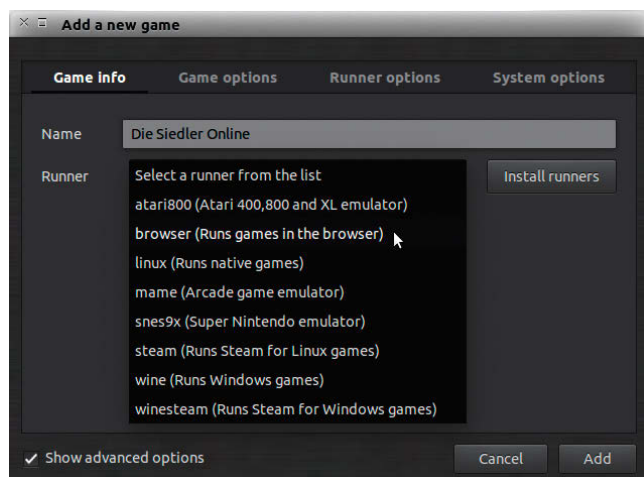 Add a new game
Game info Game options Runner options System options
Name Die Siedler Online
Runner Select a runner from the list Install runners
atari800 (Atari 400,800 and XL emulator)
browser (Runs games in the browser)
linux (Runs native games)
mame (Arcade game emulator)
snes9x (Super Nintendo emulator)
steam (Runs Steam for Linux games)
wine (Runs Windows games)
winesteam (Runs Steam for Windows games)
Show advanced options Cancel Add